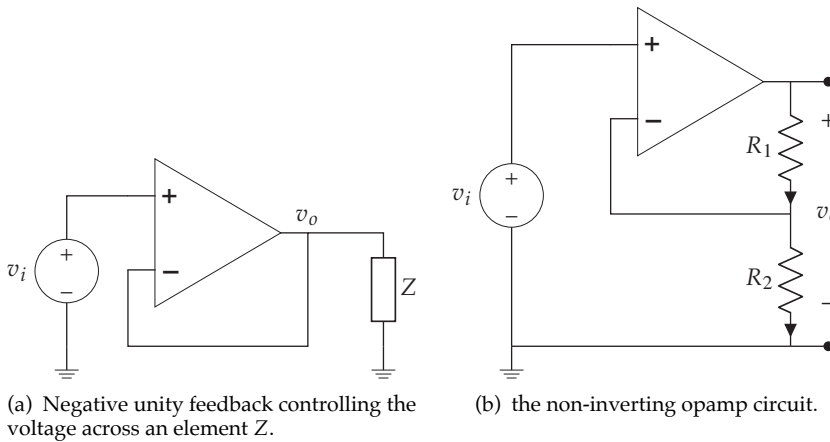 +
−
v_i
+
−
v_o
Z
(a) Negative unity feedback controlling the
voltage across an element Z.
+
−
v_i
+
−
R_1
R_2
+
−
(b) the non-inverting opamp circuit.